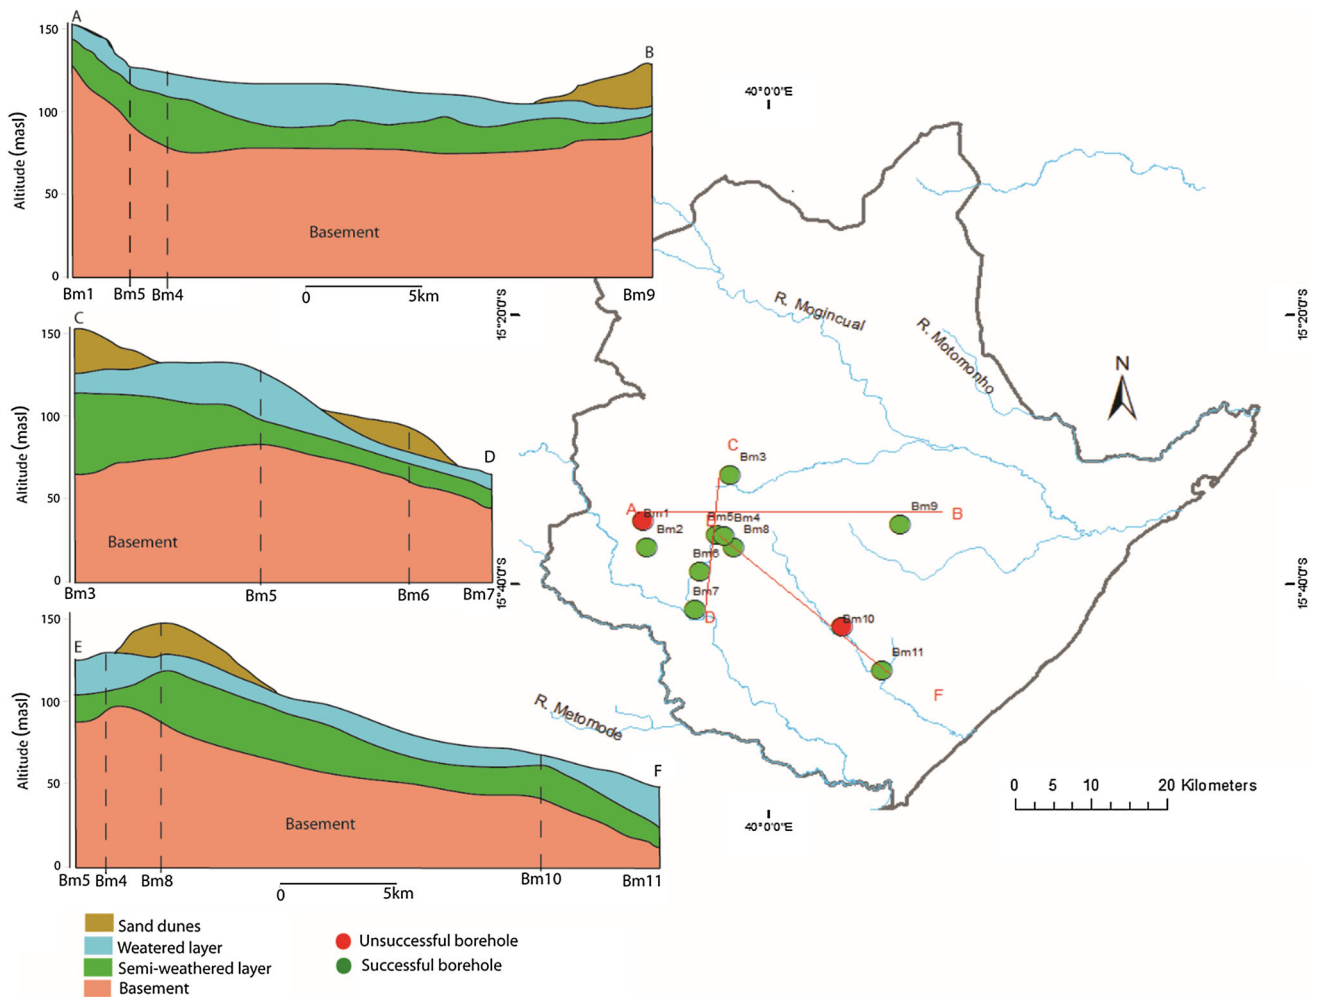 A
150
B
100
50
0
Altitude (masl)
Basement
Bm1 Bm5 Bm4 Bm9
0 5km
C
150
100
50
0
Altitude (masl)
D
Basement
Bm3 Bm5 Bm6 Bm7
150
E
100
50
0
Altitude (masl)
F
Basement
Bm5 Bm4 Bm8 Bm10 Bm11
0 5km
Sand dunes
Weatered layer
Semi-weathered layer
Basement
Unsuccessful borehole
Successful borehole
40°0'0"E
15°20'0"S
15°20'0"S
R. Mogincual
R. Motomonho
N
C
Bm3
A
Bm1
B
Bm9
Bm5
Bm4
E
Bm2
Bm8
Bm6
Bm7
D
Bm10
Bm11
F
15°40'0"S
15°40'0"S
R. Metomode
40°0'0"E
0 5 10 20 Kilometers